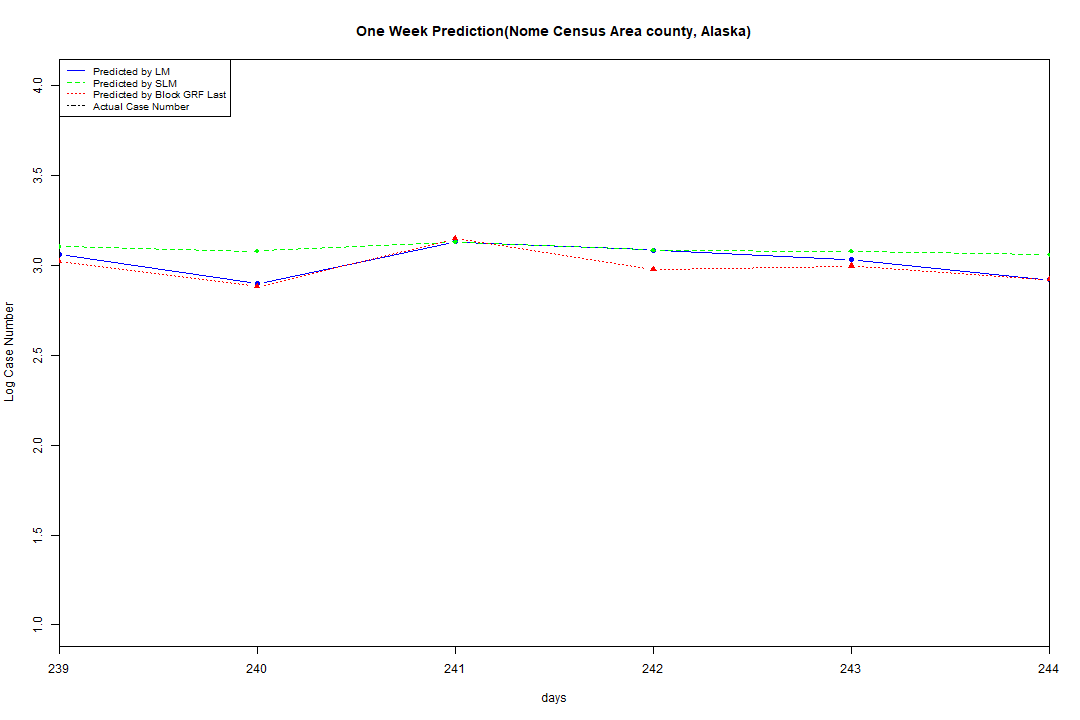 One Week Prediction(Nome Census Area county, Alaska)
Predicted by LM
Predicted by SLM
Predicted by Block GRF Last
Actual Case Number
4.0
3.5
3.0
2.5
2.0
1.5
1.0
Log Case Number
239 240 241 242 243 244
days